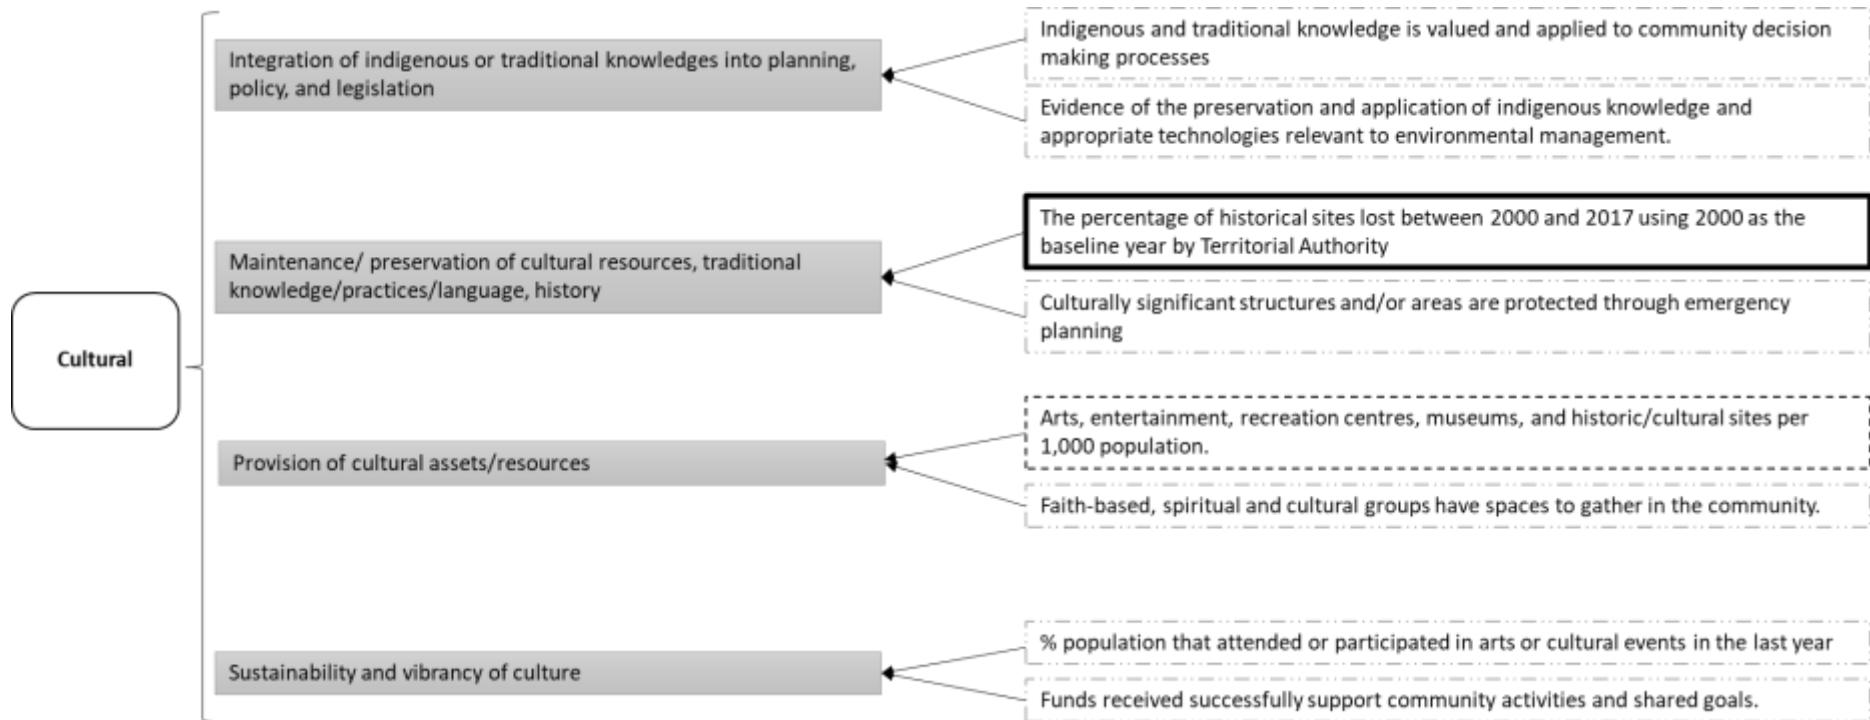 Cultural
Integration of indigenous or traditional knowledges into planning,
policy, and legislation
Indigenous and traditional knowledge is valued and applied to community decision
making processes
Evidence of the preservation and application of indigenous knowledge and
appropriate technologies relevant to environmental management.
Maintenance/ preservation of cultural resources, traditional
knowledge/practices/language, history
The percentage of historical sites lost between 2000 and 2017 using 2000 as the
baseline year by Territorial Authority
Culturally significant structures and/or areas are protected through emergency
planning
Provision of cultural assets/resources
Arts, entertainment, recreation centres, museums, and historic/cultural sites per
1,000 population.
Faith-based, spiritual and cultural groups have spaces to gather in the community.
Sustainability and vibrancy of culture
% population that attended or participated in arts or cultural events in the last year
Funds received successfully support community activities and shared goals.